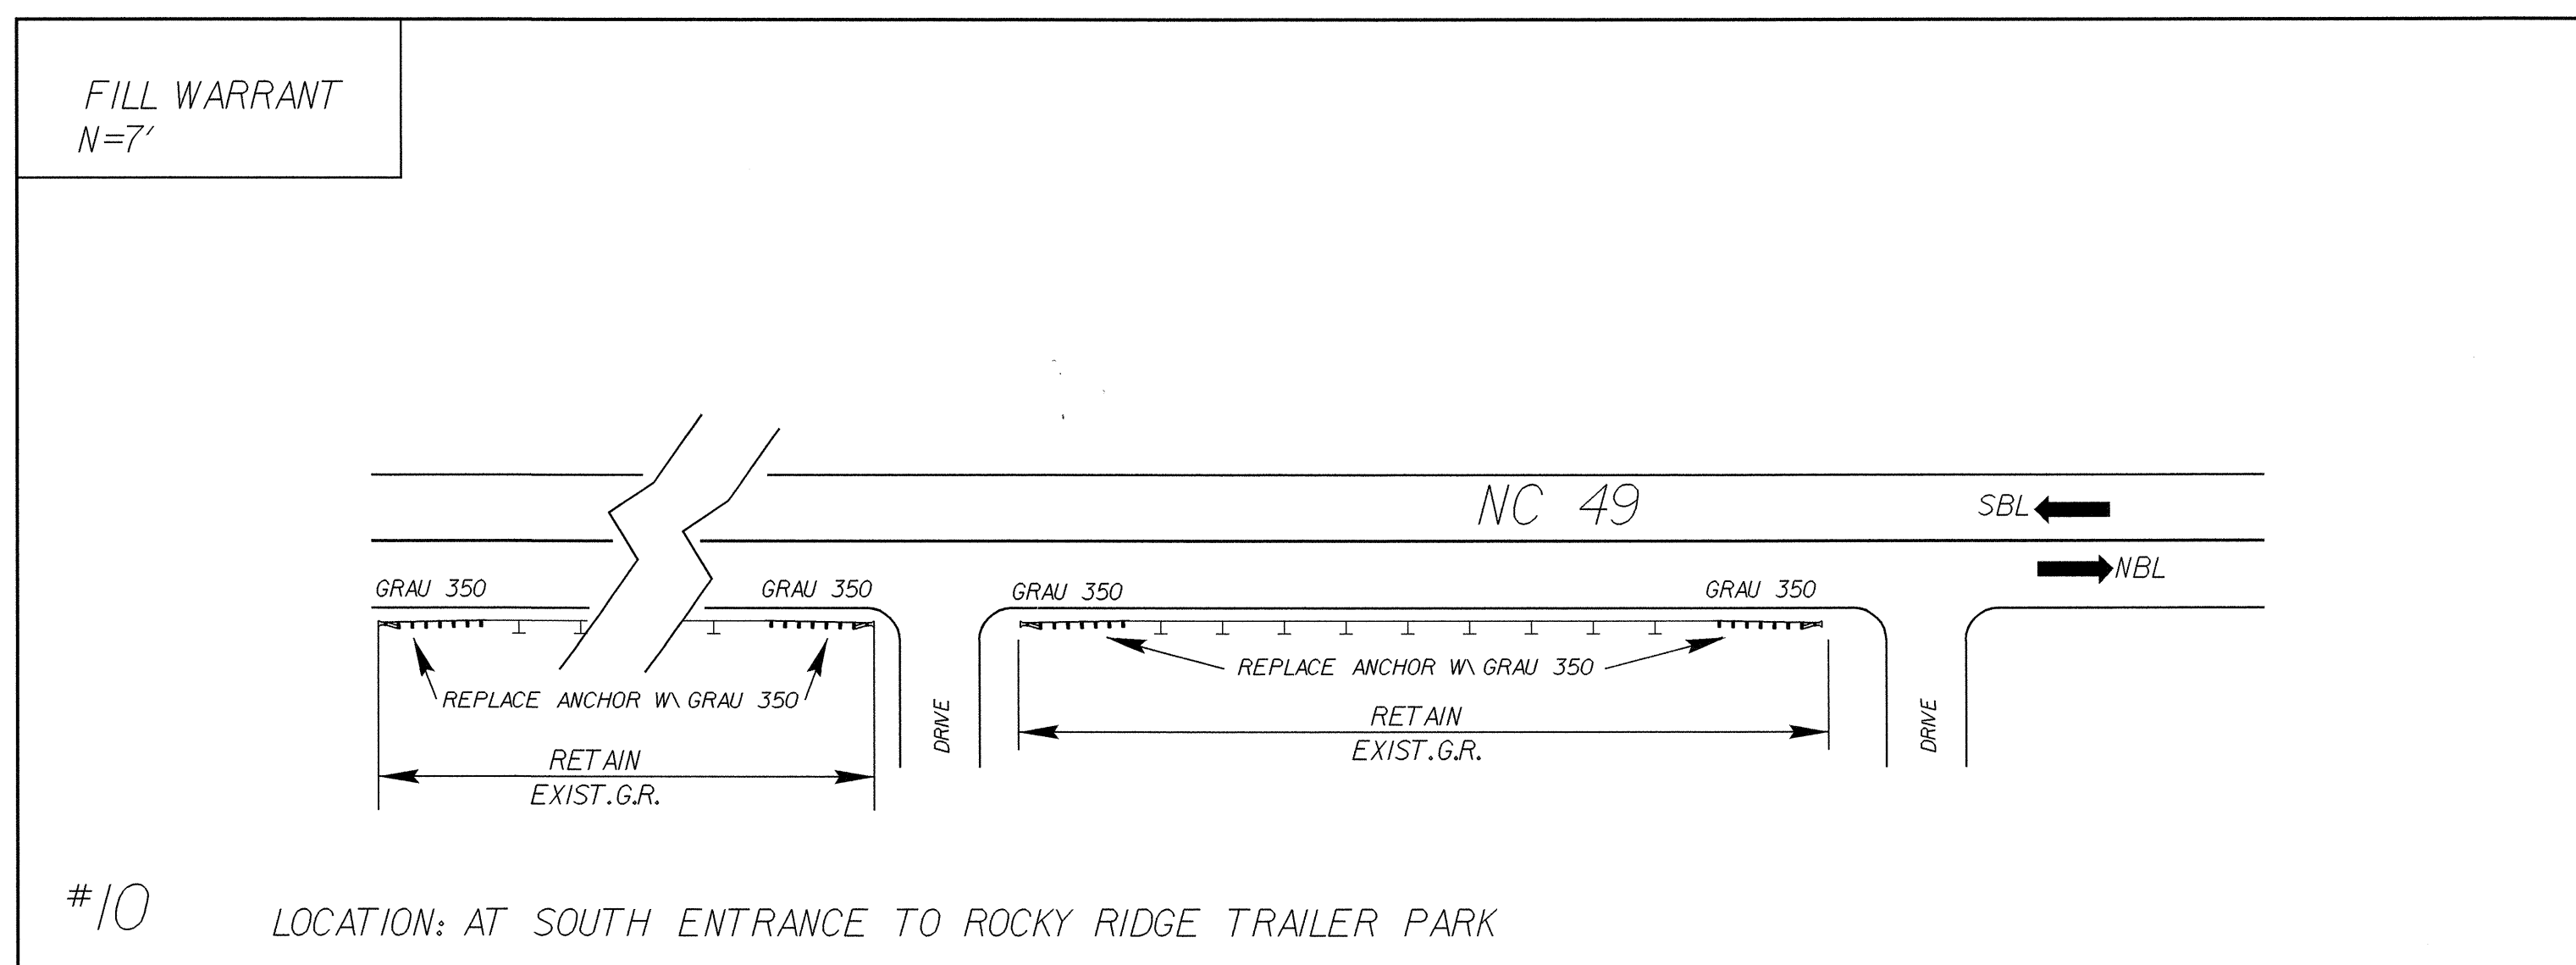 FILL WARRANT
N=7'
NC 49
SBL
NBL
GRAU 350
GRAU 350
GRAU 350
GRAU 350
REPLACE ANCHOR W\ GRAU 350
REPLACE ANCHOR W\ GRAU 350
DRIVE
DRIVE
RETAIN
EXIST.G.R.
RETAIN
EXIST.G.R.
#10
LOCATION: AT SOUTH ENTRANCE TO ROCKY RIDGE TRAILER PARK